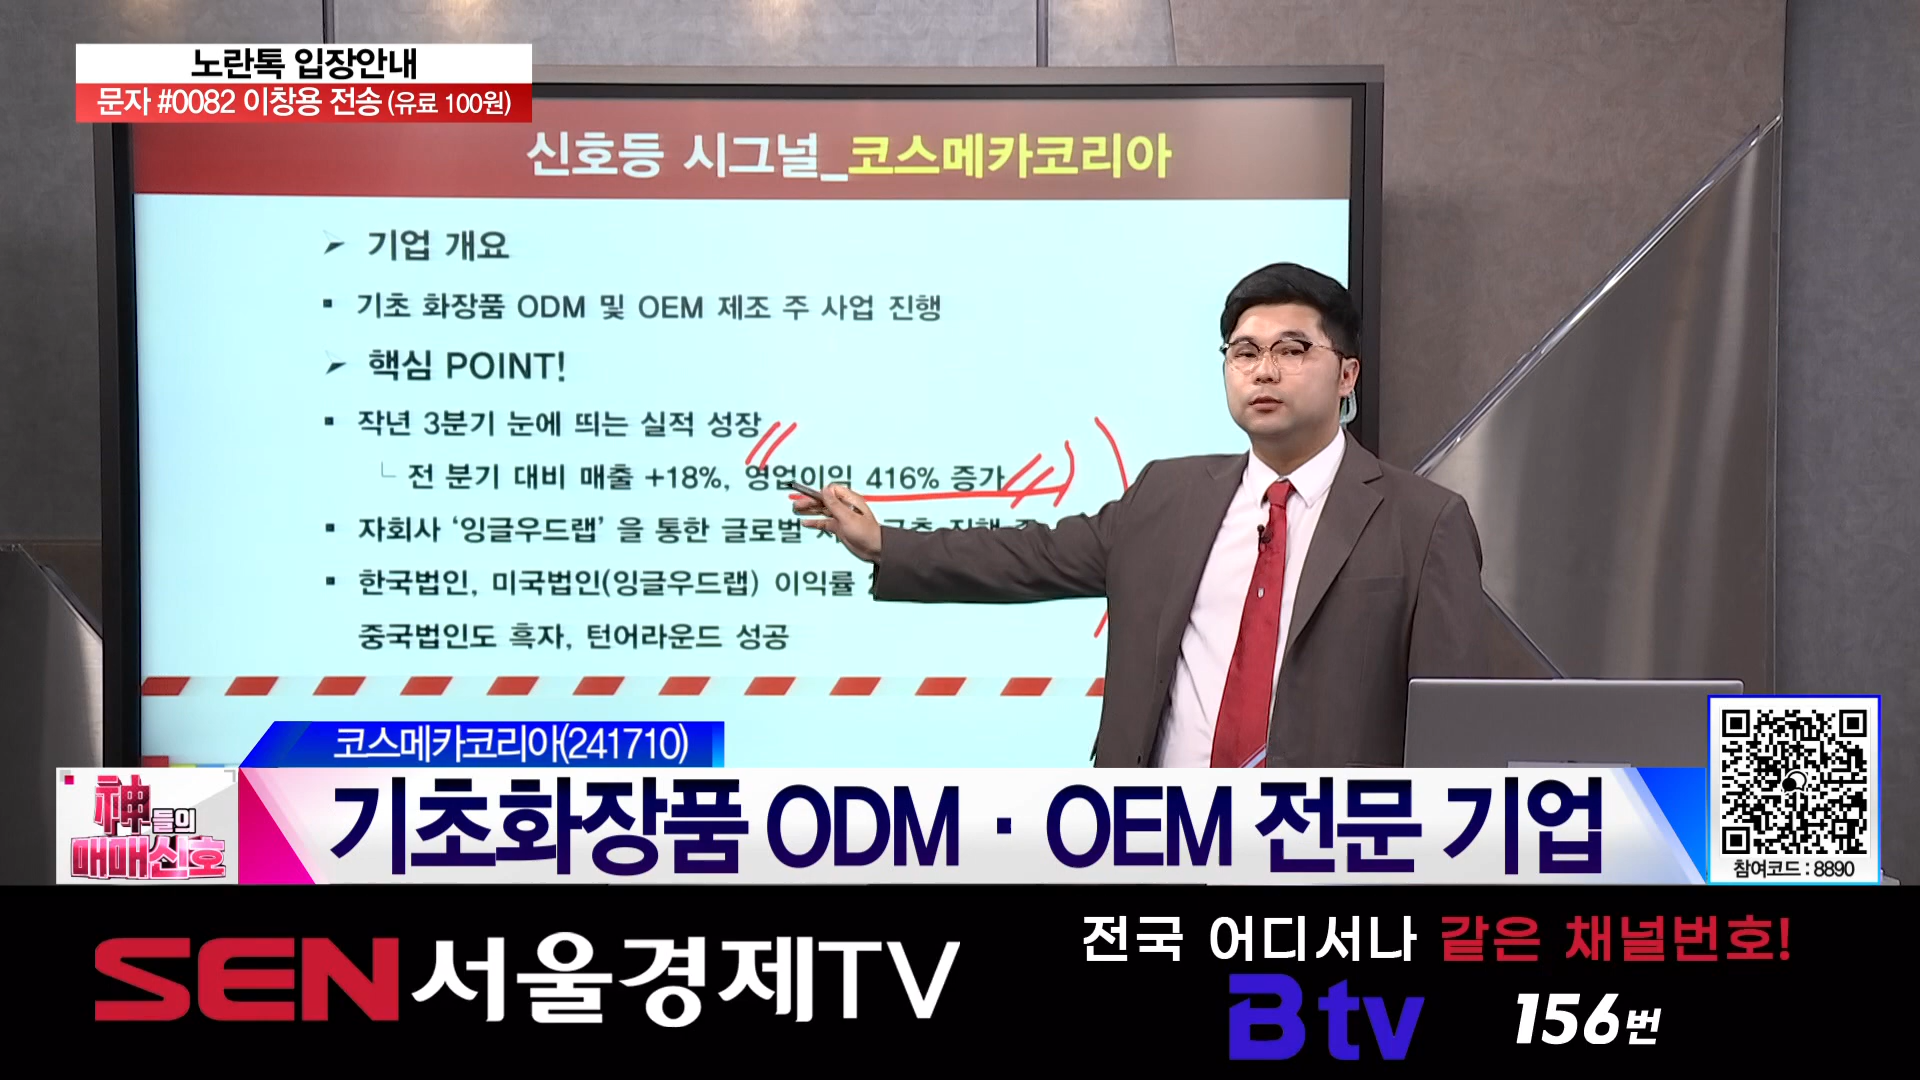 노란톡 입장안내
문자 #0082 이창용 전송 (유료 100원)
신호등 시그널_코스메카코리아
➢ 기업 개요
▪ 기초 화장품 ODM 및 OEM 제조 주 사업 진행
➢ 핵심 POINT!
▪ 작년 3분기 눈에 띄는 실적 성장
└ 전 분기 대비 매출 +18%, 영업이익 416% 증가
▪ 자회사 ‘잉글우드랩’ 을 통한 글로벌
▪ 한국법인, 미국법인(잉글우드랩) 이익률
중국법인도 흑자, 턴어라운드 성공
코스메카코리아(241710)
神들의
매매신호
기초화장품 ODM · OEM 전문 기업
참여코드 : 8890
SEN 서울경제TV
전국 어디서나 같은 채널번호!
B tv 156번